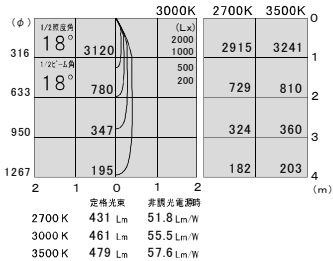 3000K 2700K 3500K
(φ) 1/2照度角 (Lx) 0
18° 2000
316 3120 1000 2915 3241 1
1/2ビーム角 500
18° 200
633 780 729 810 2
950 347 324 360 3
1267 195 182 203 4
2 1 0 1 2 (m)
定格光束 非調光電源時
2700K 431 Lm 51.8 Lm/W
3000K 461 Lm 55.5 Lm/W
3500K 479 Lm 57.6 Lm/W